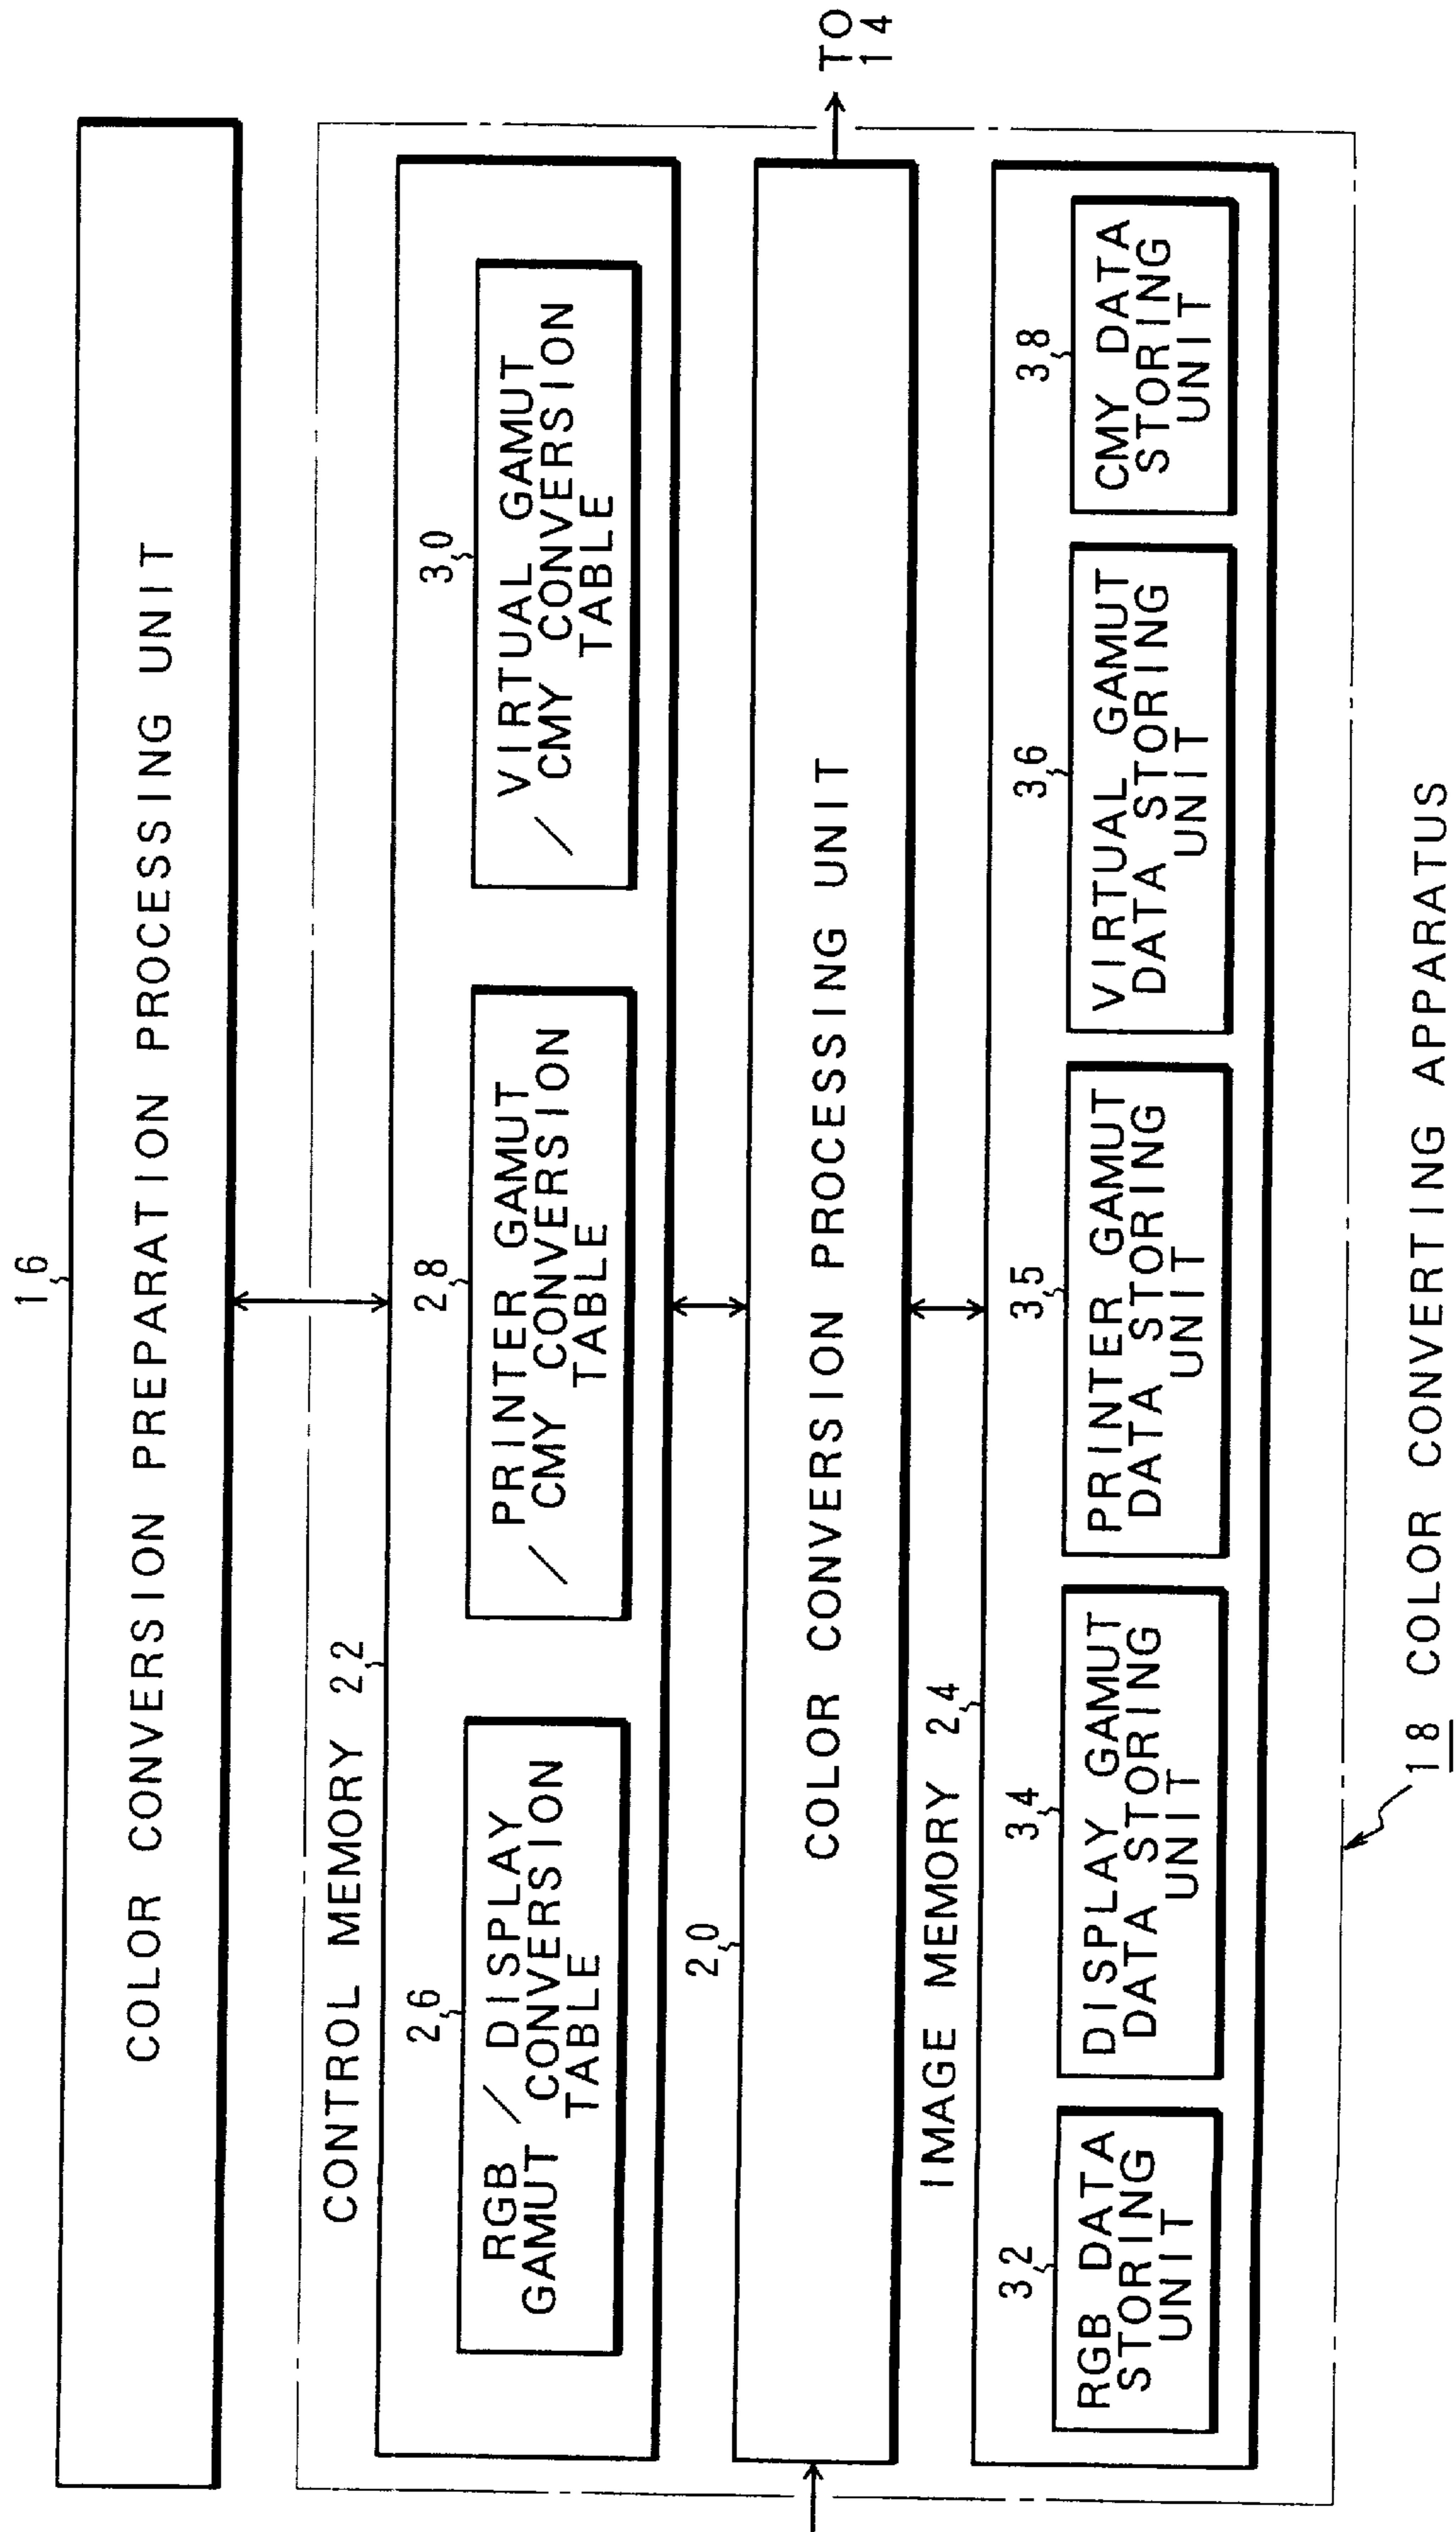 16
COLOR CONVERSION PREPARATION PROCESSING UNIT
CONTROL MEMORY 22
26
RGB / DISPLAY
GAMUT CONVERSION
TABLE
28
PRINTER GAMUT
/ CMY CONVERSION
TABLE
30
VIRTUAL GAMUT
/ CMY CONVERSION
TABLE
20
COLOR CONVERSION PROCESSING UNIT
TO
14
IMAGE MEMORY 24
32
RGB DATA
STORING
UNIT
34
DISPLAY GAMUT
DATA STORING
UNIT
35
PRINTER GAMUT
DATA STORING
UNIT
36
VIRTUAL GAMUT
DATA STORING
UNIT
38
CMY DATA
STORING
UNIT
18 COLOR CONVERTING APPARATUS